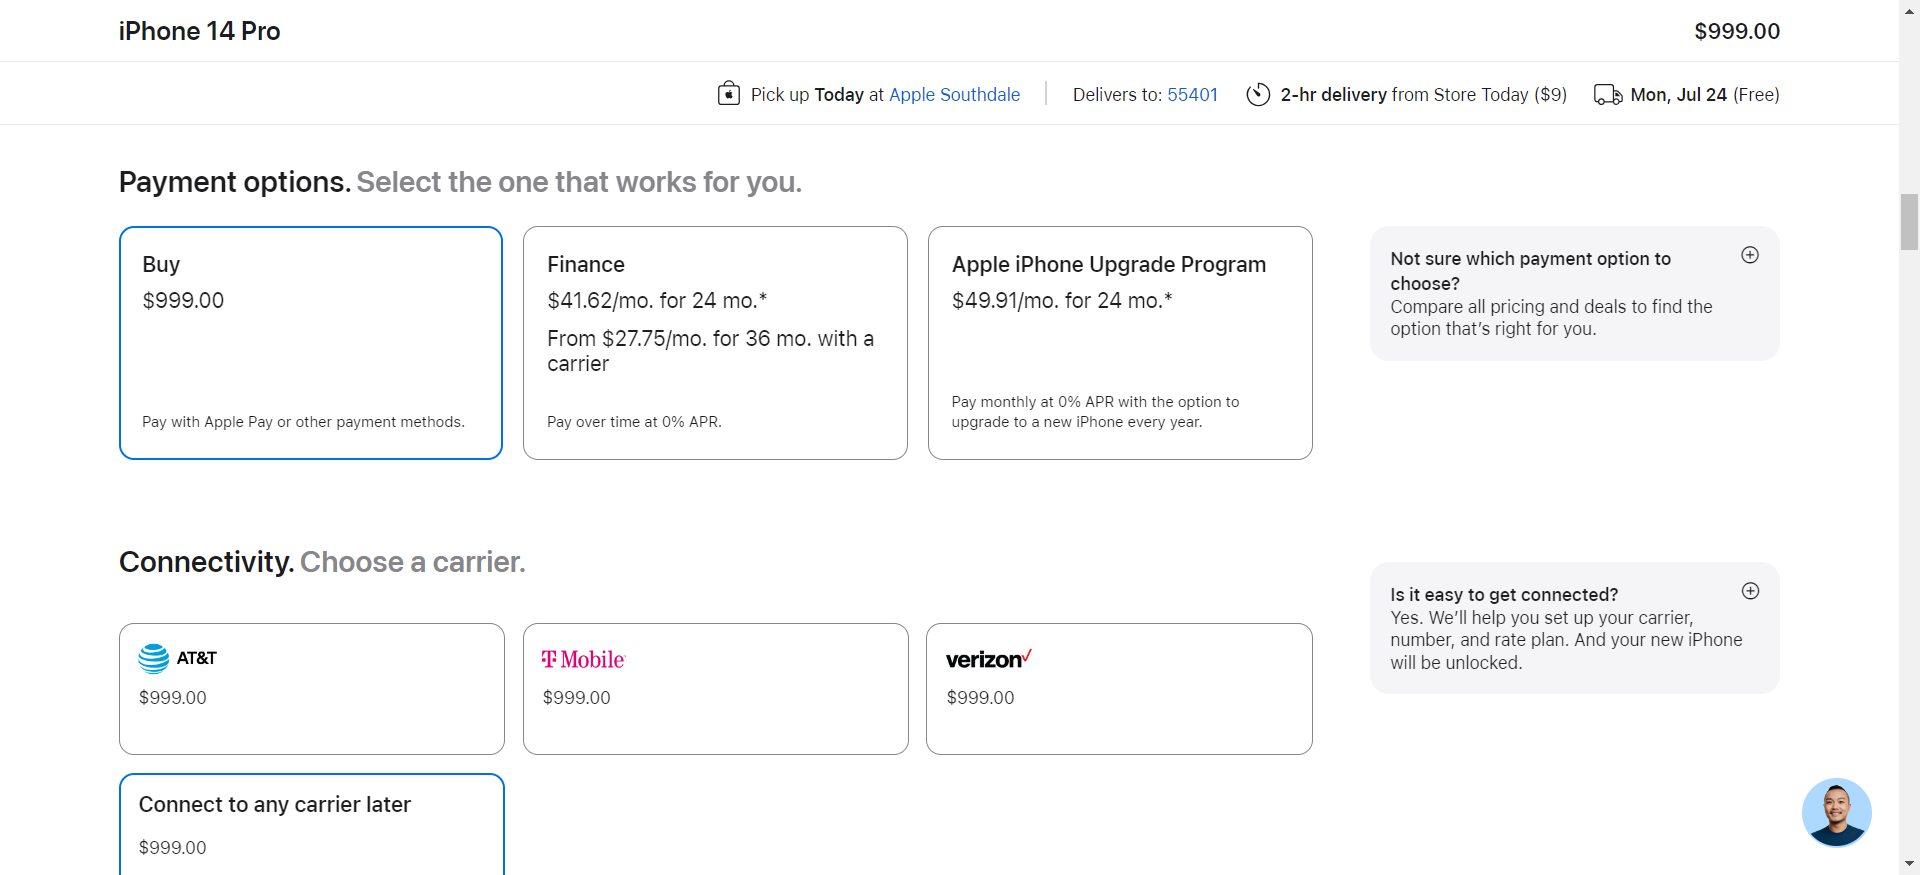 iPhone 14 Pro
$999.00
Pick up Today at Apple Southdale
Delivers to: 55401
2-hr delivery from Store Today ($9)
Mon, Jul 24 (Free)
Payment options. Select the one that works for you.
Buy
$999.00
Pay with Apple Pay or other payment methods.
Finance
$41.62/mo. for 24 mo.*
From $27.75/mo. for 36 mo. with a
carrier
Pay over time at 0% APR.
Apple iPhone Upgrade Program
$49.91/mo. for 24 mo.*
Pay monthly at 0% APR with the option to
upgrade to a new iPhone every year.
Not sure which payment option to
choose?
Compare all pricing and deals to find the
option that’s right for you.
Connectivity. Choose a carrier.
AT&T
$999.00
T Mobile
$999.00
verizon
$999.00
Connect to any carrier later
$999.00
Is it easy to get connected?
Yes. We’ll help you set up your carrier,
number, and rate plan. And your new iPhone
will be unlocked.